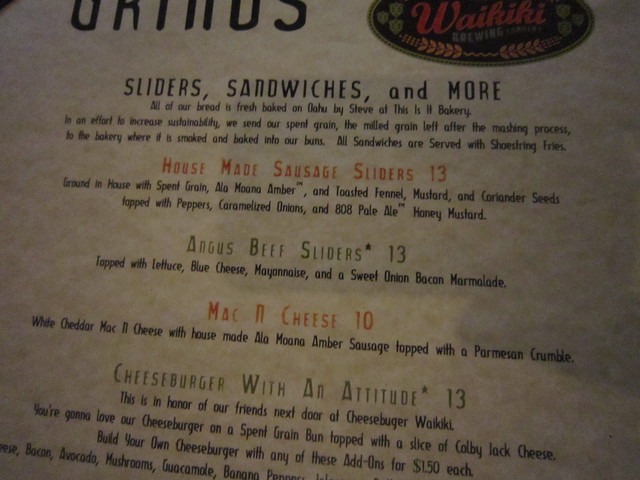 GRINDS
Waikiki
BREWING COMPANY
SLIDERS, SANDWICHES, and MORE
All of our bread is fresh baked on Oahu by Steve at This Is It Bakery.
In an effort to increase sustainability, we send our spent grain, the milled grain left after the mashing process,
to the bakery where it is smoked and baked into our buns. All Sandwiches are Served with Shoestring Fries.
HOUSE MADE SAUSAGE SLIDERS 13
Ground in House with Spent Grain, Ala Moana Amber™, and Toasted Fennel, Mustard, and Coriander Seeds
topped with Peppers, Caramelized Onions, and 808 Pale Ale™ Honey Mustard.
ANGUS BEEF SLIDERS* 13
Topped with lettuce, Blue Cheese, Mayonnaise, and a Sweet Onion Bacon Marmalade.
MAC N CHEESE 10
White Cheddar Mac N Cheese with house made Ala Moana Amber Sausage topped with a Parmesan Crumble.
CHEESEBURGER WITH AN ATTITUDE* 13
This is in honor of our friends next door at Cheesebuger Waikiki.
You're gonna love our Cheeseburger on a Spent Grain Bun topped with a slice of Colby Jack Cheese.
Build Your Own Cheeseburger with any of these Add-Ons for $1.50 each.
Bacon, Avocado, Mushrooms, Guacamole, Banana Peppers,